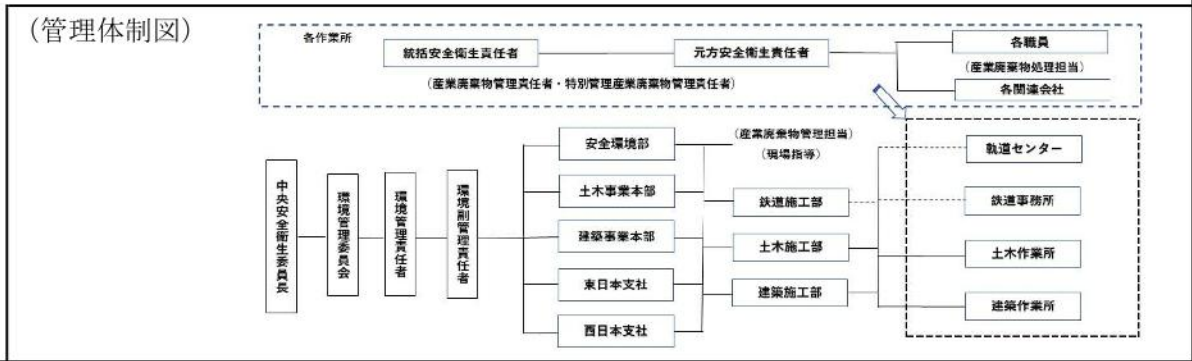 (管理体制図)
各作業所
統括安全衛生責任者
元方安全衛生責任者
各職員
(産業廃棄物処理担当)
各関連会社
(産業廃棄物管理責任者・特別管理産業廃棄物管理責任者)
中央安全衛生委員長
環境管理委員会
環境管理責任者
環境副管理責任者
安全環境部
土木事業本部
建築事業本部
東日本支社
西日本支社
(産業廃棄物管理担当)
(現場指導)
鉄道施工部
土木施工部
建築施工部
軌道センター
鉄道事務所
土木作業所
建築作業所